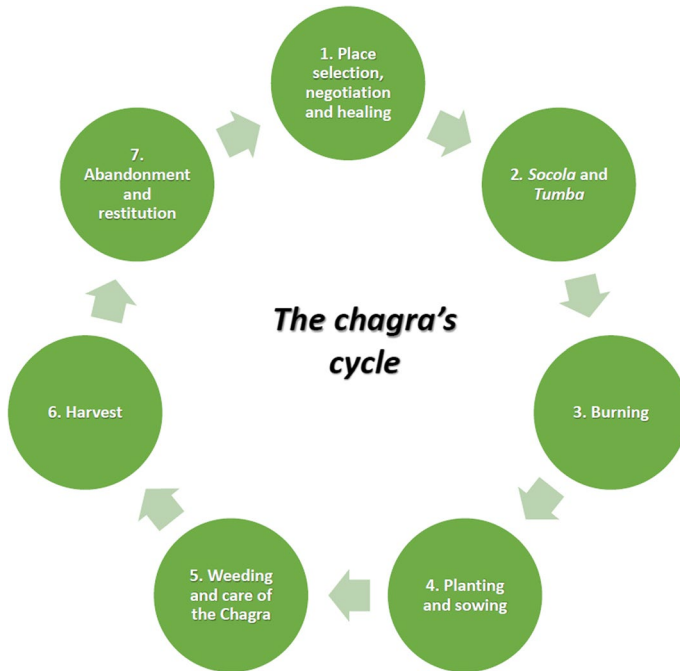 1. Place
selection,
negotiation
and healing
2. Socola and
Tumba
3. Burning
4. Planting
and sowing
5. Weeding
and care of
the Chagra
6. Harvest
7.
Abandonment
and
restitution
The chagra's
cycle